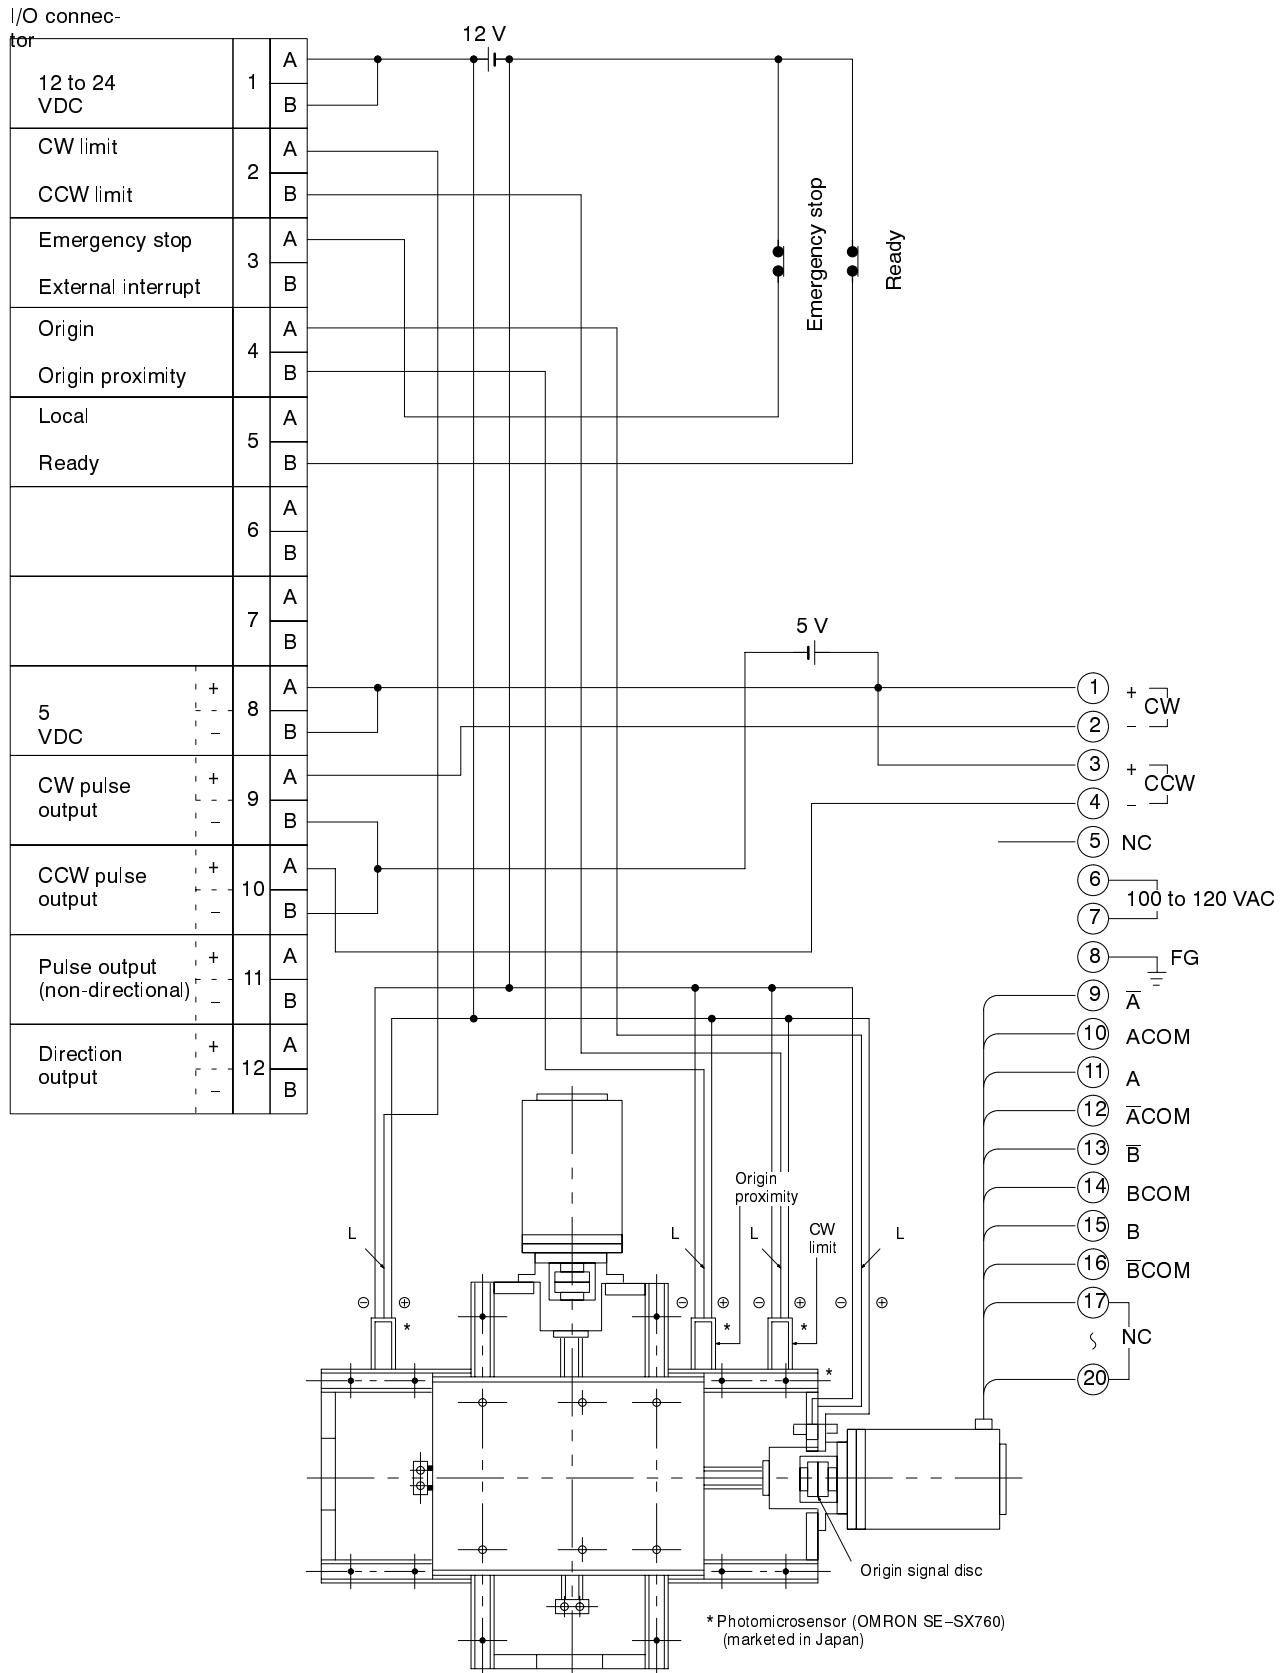 I/O connec-
tor
12 V
12 to 24
VDC
1
A
B
CW limit
CCW limit
2
A
B
Emergency stop
External interrupt
3
A
B
Emergency stop
Ready
Origin
Origin proximity
4
A
B
Local
Ready
5
A
B
6
A
B
7
A
B
5 V
5
VDC
+
−
8
A
B
CW pulse
output
+
−
9
A
B
CCW pulse
output
+
−
10
A
B
Pulse output
(non-directional)
+
−
11
A
B
Direction
output
+
−
12
A
B
1 + CW
2 −
3 + CCW
4 −
5 NC
6
100 to 120 VAC
7
8 FG
9 A̅
10 ACOM
11 A
12 A̅COM
13 B̅
14 BCOM
15 B
16 B̅COM
17
~ NC
20
Origin
proximity
CW
limit
L
L
L
L
⊖ ⊕ ⊖ ⊕ ⊖ ⊕ ⊖ ⊕
* * *
*
Origin signal disc
* Photomicrosensor (OMRON SE–SX760)
(marketed in Japan)